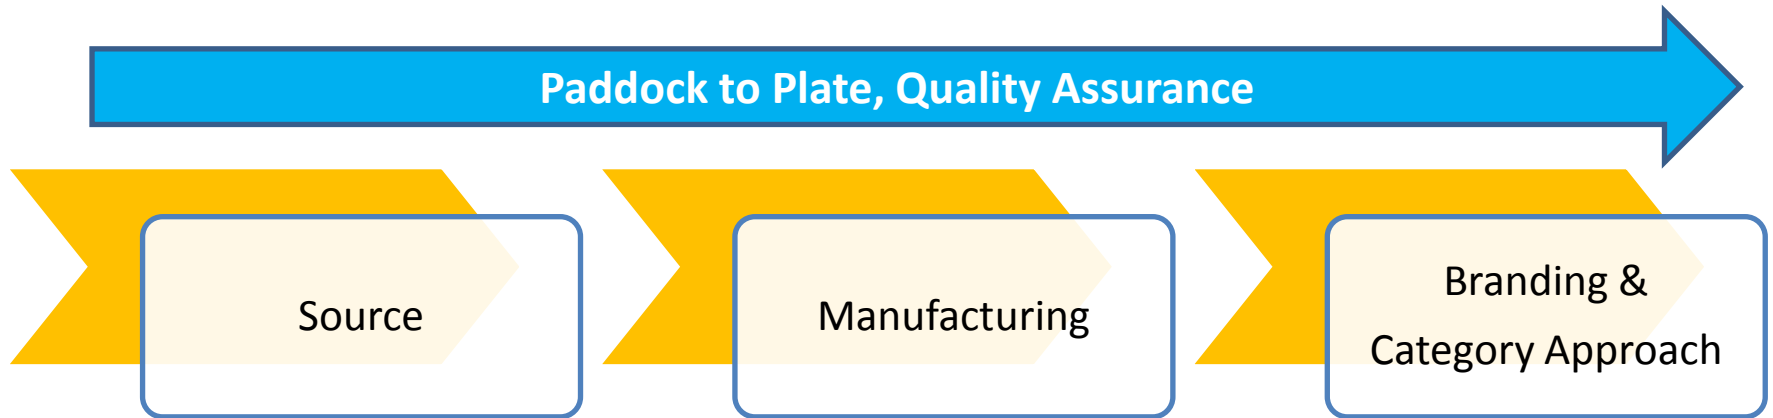 Paddock to Plate, Quality Assurance
Source
Manufacturing
Branding &
Category Approach